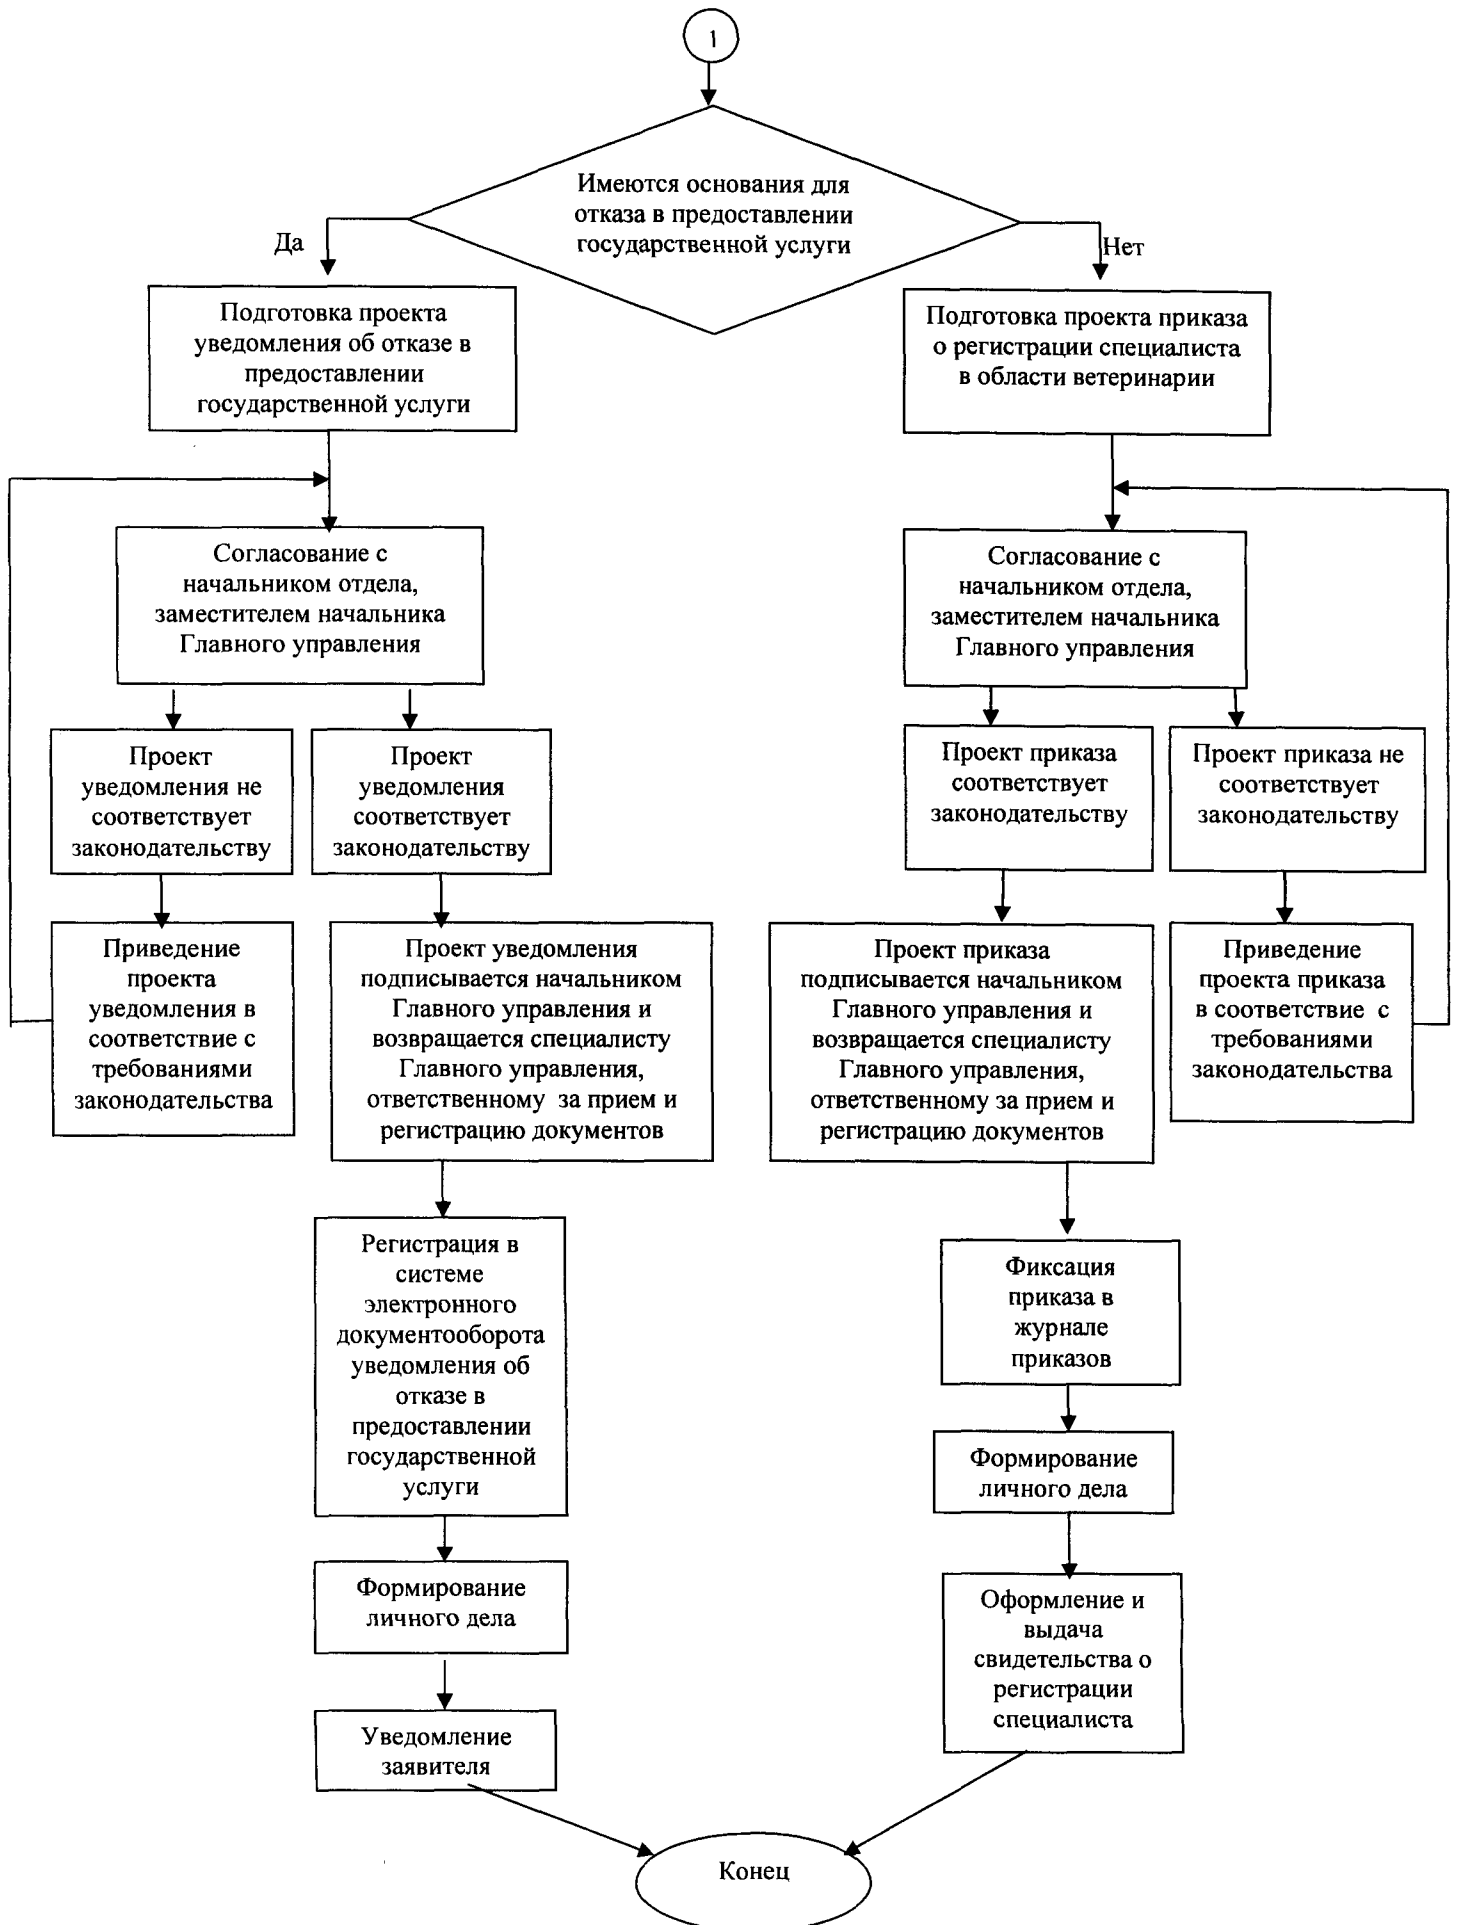 1
Имеются основания для
отказа в предоставлении
государственной услуги
Да
Нет
Подготовка проекта
уведомления об отказе в
предоставлении
государственной услуги
Подготовка проекта приказа
о регистрации специалиста
в области ветеринарии
Согласование с
начальником отдела,
заместителем начальника
Главного управления
Согласование с
начальником отдела,
заместителем начальника
Главного управления
Проект
уведомления не
соответствует
законодательству
Проект
уведомления
соответствует
законодательству
Проект приказа
соответствует
законодательству
Проект приказа не
соответствует
законодательству
Приведение
проекта
уведомления в
соответствие с
требованиями
законодательства
Проект уведомления
подписывается начальником
Главного управления и
возвращается специалисту
Главного управления,
ответственному за прием и
регистрацию документов
Проект приказа
подписывается начальником
Главного управления и
возвращается специалисту
Главного управления,
ответственному за прием и
регистрацию документов
Приведение
проекта приказа
в соответствие с
требованиями
законодательства
Регистрация в
системе
электронного
документооборота
уведомления об
отказе в
предоставлении
государственной
услуги
Фиксация
приказа в
журнале
приказов
Формирование
личного дела
Формирование
личного дела
Оформление и
выдача
свидетельства о
регистрации
специалиста
Уведомление
заявителя
Конец